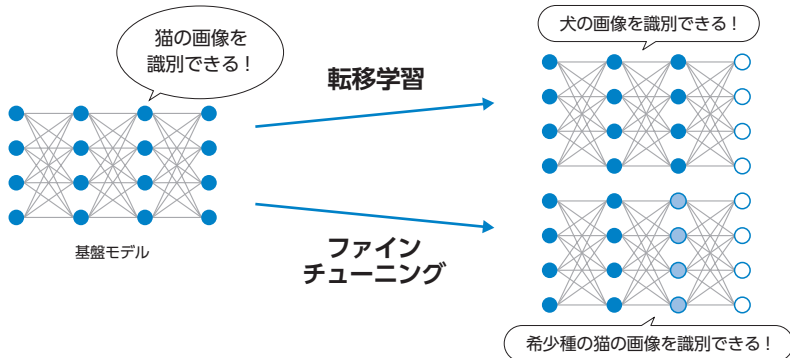 猫の画像を
識別できる！
基盤モデル
転移学習
ファイン
チューニング
犬の画像を識別できる！
希少種の猫の画像を識別できる！